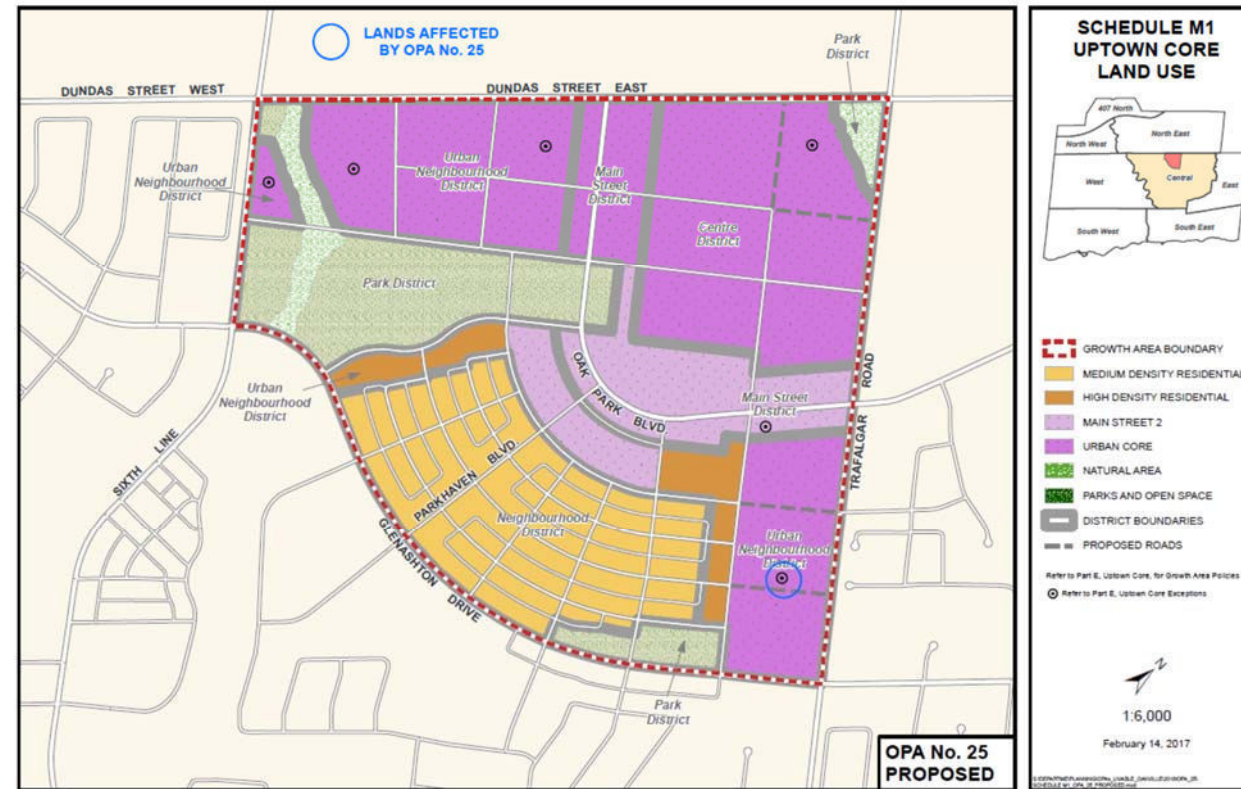 LANDS AFFECTED
BY OPA No. 25
Park
District
DUNDAS STREET WEST
DUNDAS STREET EAST
Urban
Neighbourhood
District
Urban
Neighbourhood
District
Main
Street
District
Centre
District
Park District
OAK PARK BLVD
Urban
Neighbourhood
District
Main Street
District
TRAFALGAR ROAD
SIXTH LINE
PARKHAVEN BLVD
Neighbourhood
District
GLENASHTON DRIVE
Urban
Neighbourhood
District
Park
District
OPA No. 25
PROPOSED
SCHEDULE M1
UPTOWN CORE
LAND USE
407 North
North West
North East
West
Central
East
South West
South East
GROWTH AREA BOUNDARY
MEDIUM DENSITY RESIDENTIAL
HIGH DENSITY RESIDENTIAL
MAIN STREET 2
URBAN CORE
NATURAL AREA
PARKS AND OPEN SPACE
DISTRICT BOUNDARIES
PROPOSED ROADS
Refer to Part E, Uptown Core, for Growth Area Policies
Refer to Part E, Uptown Core Exceptions
N
1:6,000
February 14, 2017